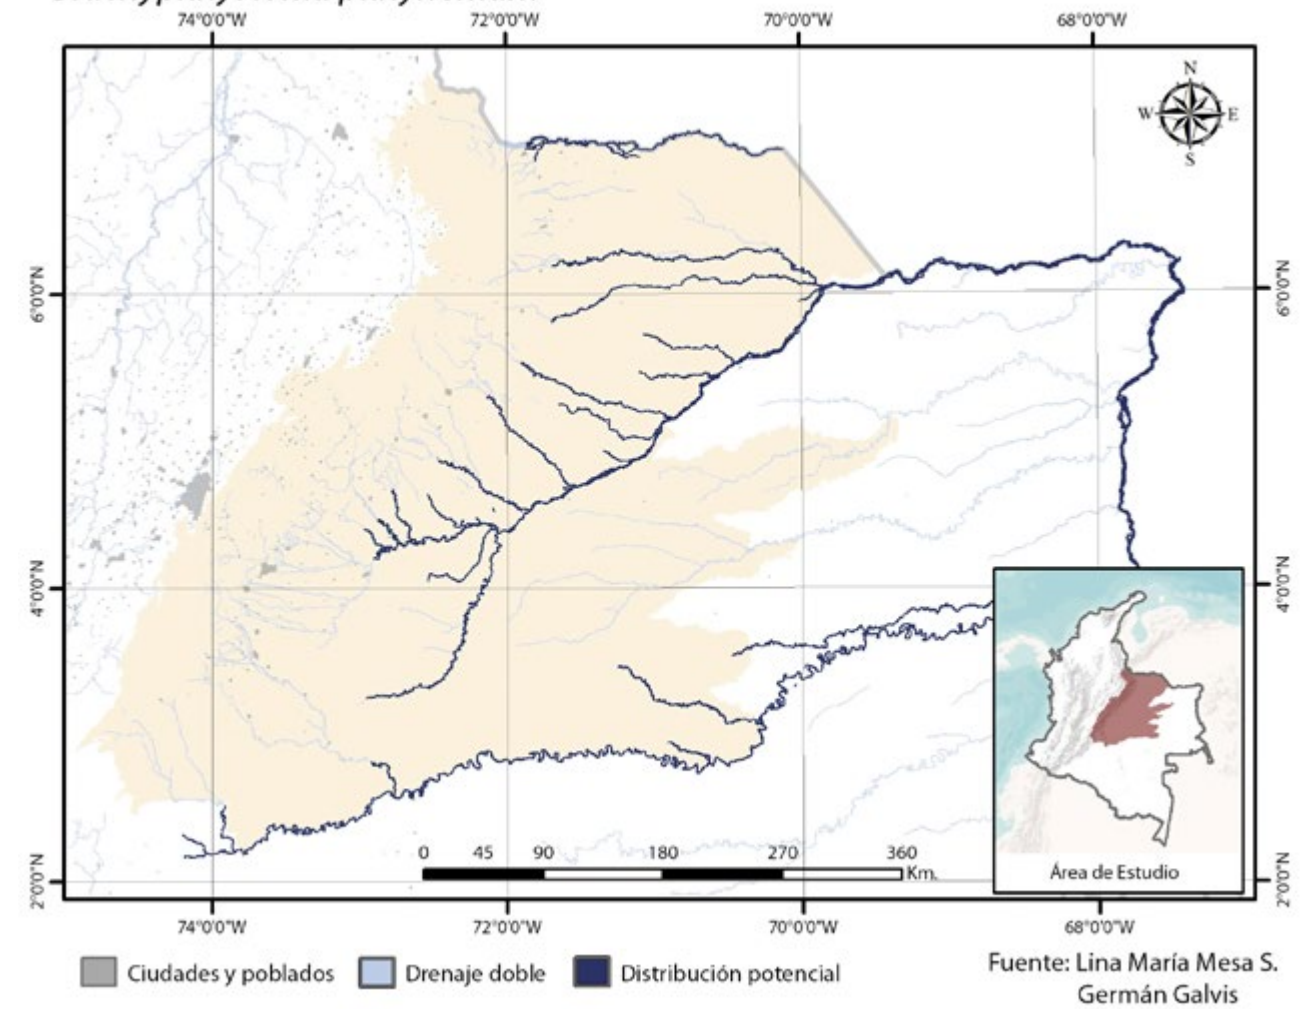 74°0'0"W 72°0'0"W 70°0'0"W 68°0'0"W
N
W E
S
6°0'0"N 6°0'0"N
4°0'0"N 4°0'0"N
0 45 90 180 270 360
Km.
Área de Estudio
2°0'0"N 2°0'0"N
74°0'0"W 72°0'0"W 70°0'0"W 68°0'0"W
Ciudades y poblados Drenaje doble Distribución potencial
Fuente: Lina María Mesa S.
Germán Galvis